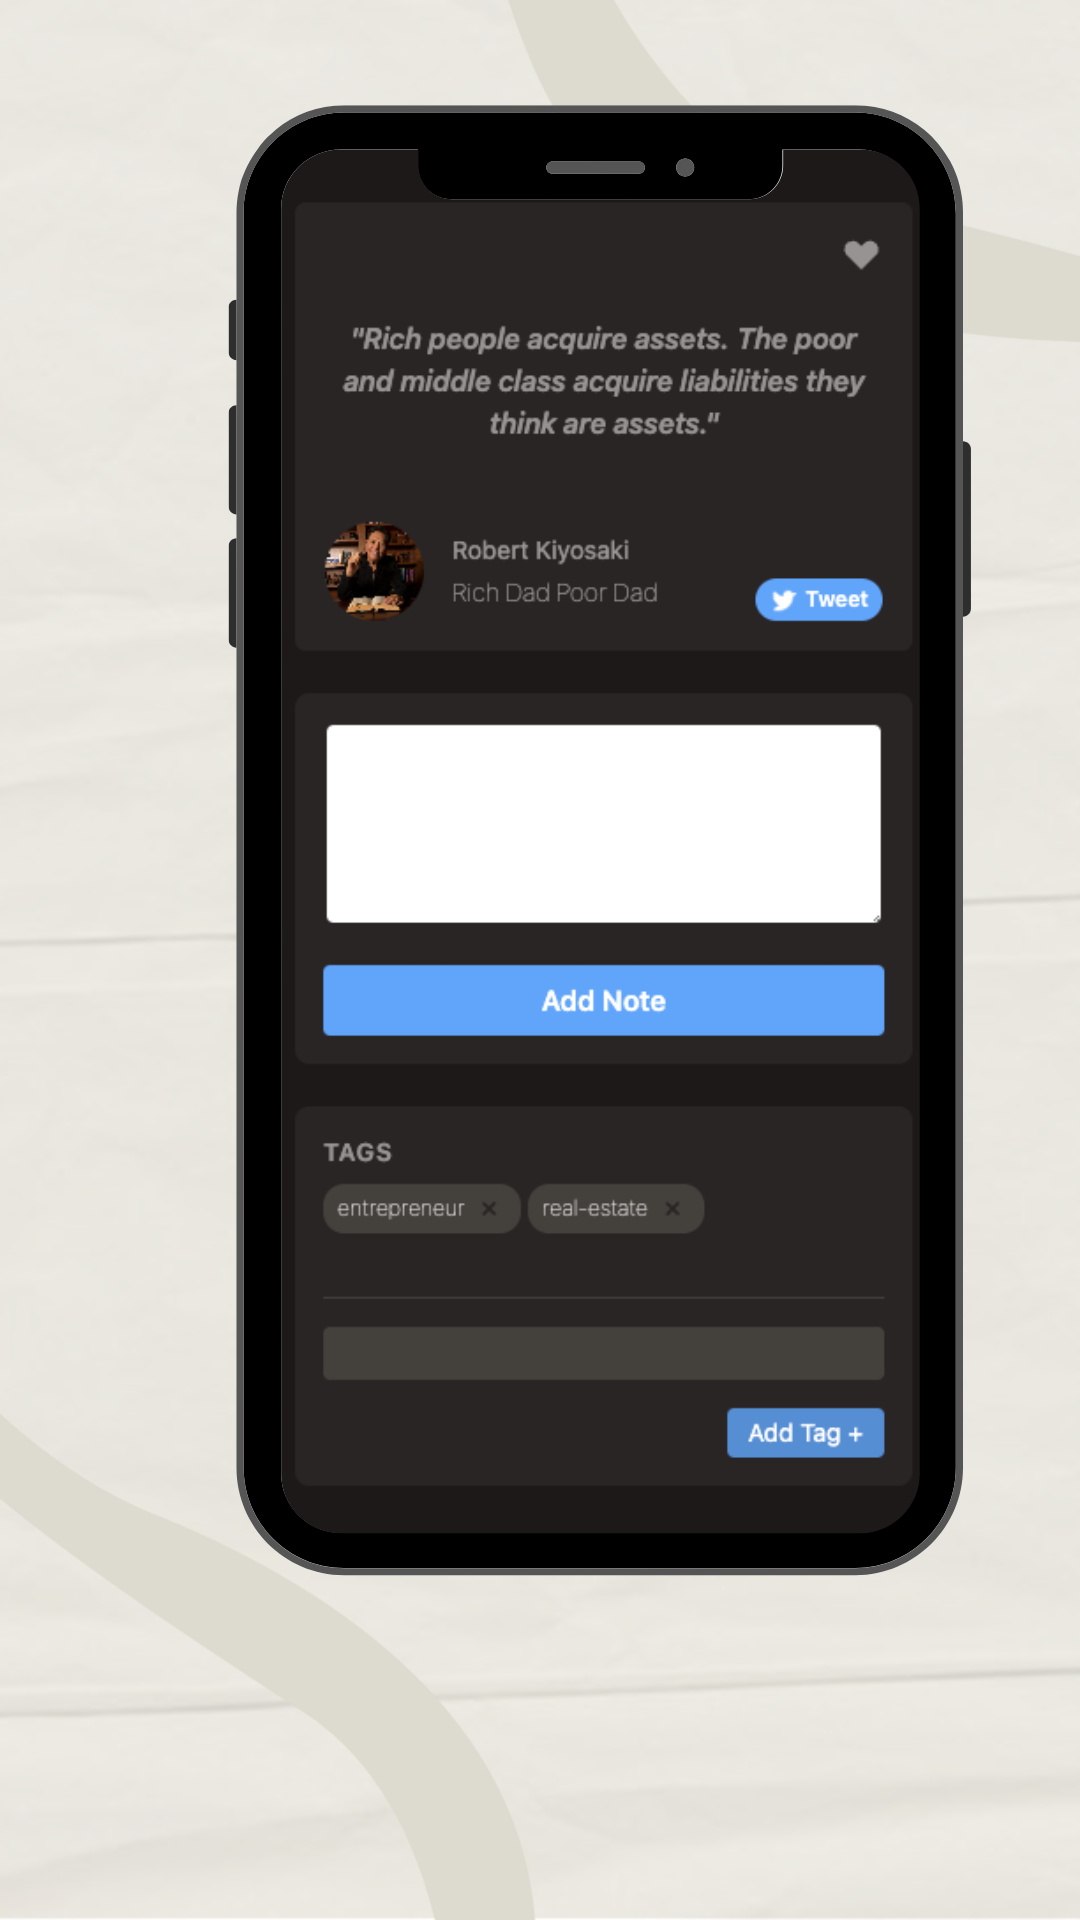 "Rich people acquire assets. The poor
and middle class acquire liabilities they
think are assets."
Robert Kiyosaki
Rich Dad Poor Dad
Tweet
Add Note
TAGS
entrepreneur ×
real-estate ×
Add Tag +